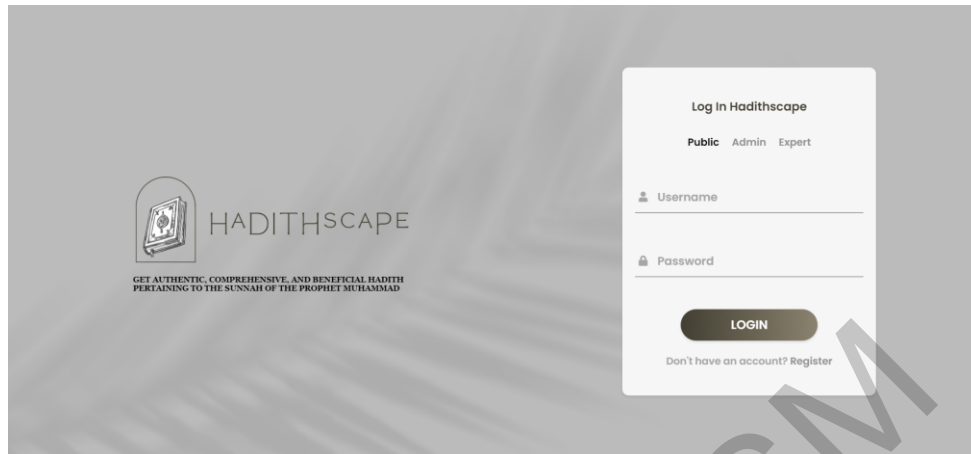 HADITHSCAPE
GET AUTHENTIC, COMPREHENSIVE, AND BENEFICIAL HADITH
PERTAINING TO THE SUNNAH OF THE PROPHET MUHAMMAD
Log In Hadithscape
Public Admin Expert
Username
Password
LOGIN
Don't have an account? Register